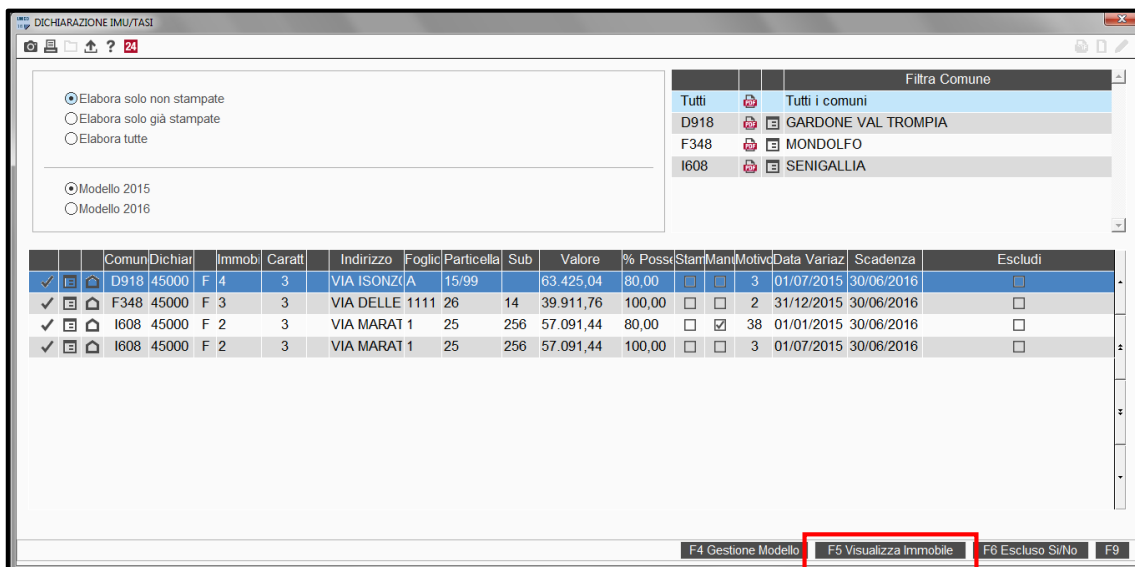 DICHIARAZIONE IMU/TASI
? 24
Elabora solo non stampate
Elabora solo già stampate
Elabora tutte
Modello 2015
Modello 2016
Filtra Comune
Tutti PDF Tutti i comuni
D918 PDF GARDONE VAL TROMPIA
F348 PDF MONDOLFO
I608 PDF SENIGALLIA
Comun Dichiar Immobi Caratt Indirizzo Foglic Particella Sub Valore % Posse Stam Manu Motivo Data Variaz Scadenza Escludi
D918 45000 F 4 3 VIA ISONZO A 15/99 63.425,04 80,00 3 01/07/2015 30/06/2016
F348 45000 F 3 3 VIA DELLE 1111 26 14 39.911,76 100,00 2 31/12/2015 30/06/2016
I608 45000 F 2 3 VIA MARAT 1 25 256 57.091,44 80,00 38 01/01/2015 30/06/2016
I608 45000 F 2 3 VIA MARAT 1 25 256 57.091,44 100,00 3 01/07/2015 30/06/2016
F4 Gestione Modello F5 Visualizza Immobile F6 Escluso Si/No F9